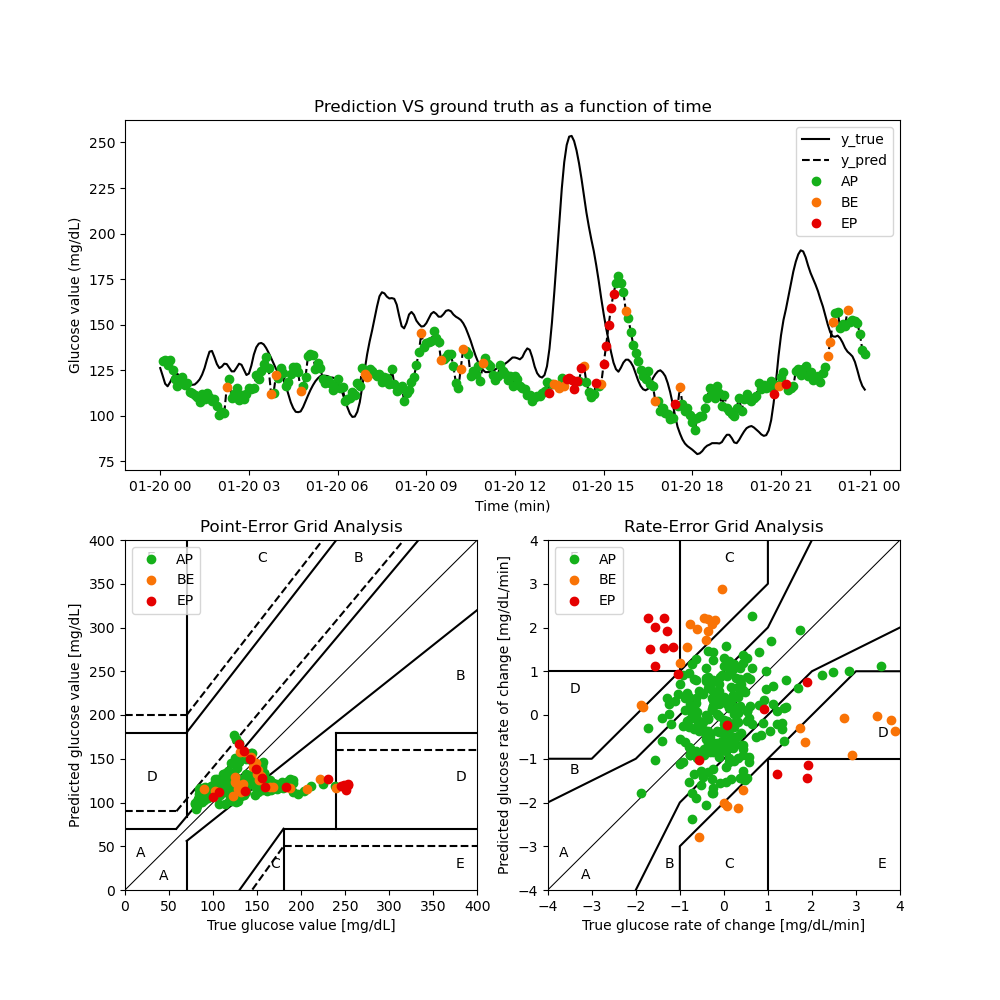 Prediction VS ground truth as a function of time
Glucose value (mg/dL)
250
225
200
175
150
125
100
75
y_true
y_pred
AP
BE
EP
01-20 00 01-20 03 01-20 06 01-20 09 01-20 12 01-20 15 01-20 18 01-20 21 01-21 00
Time (min)
Point-Error Grid Analysis
Predicted glucose value [mg/dL]
400
350
300
250
200
150
100
50
0
AP
BE
EP
C
B
B
D
D
A
A
C
E
0 50 100 150 200 250 300 350 400
True glucose value [mg/dL]
Rate-Error Grid Analysis
Predicted glucose rate of change [mg/dL/min]
4
3
2
1
0
−1
−2
−3
−4
AP
BE
EP
C
D
D
B
A
A
B
C
E
−4 −3 −2 −1 0 1 2 3 4
True glucose rate of change [mg/dL/min]